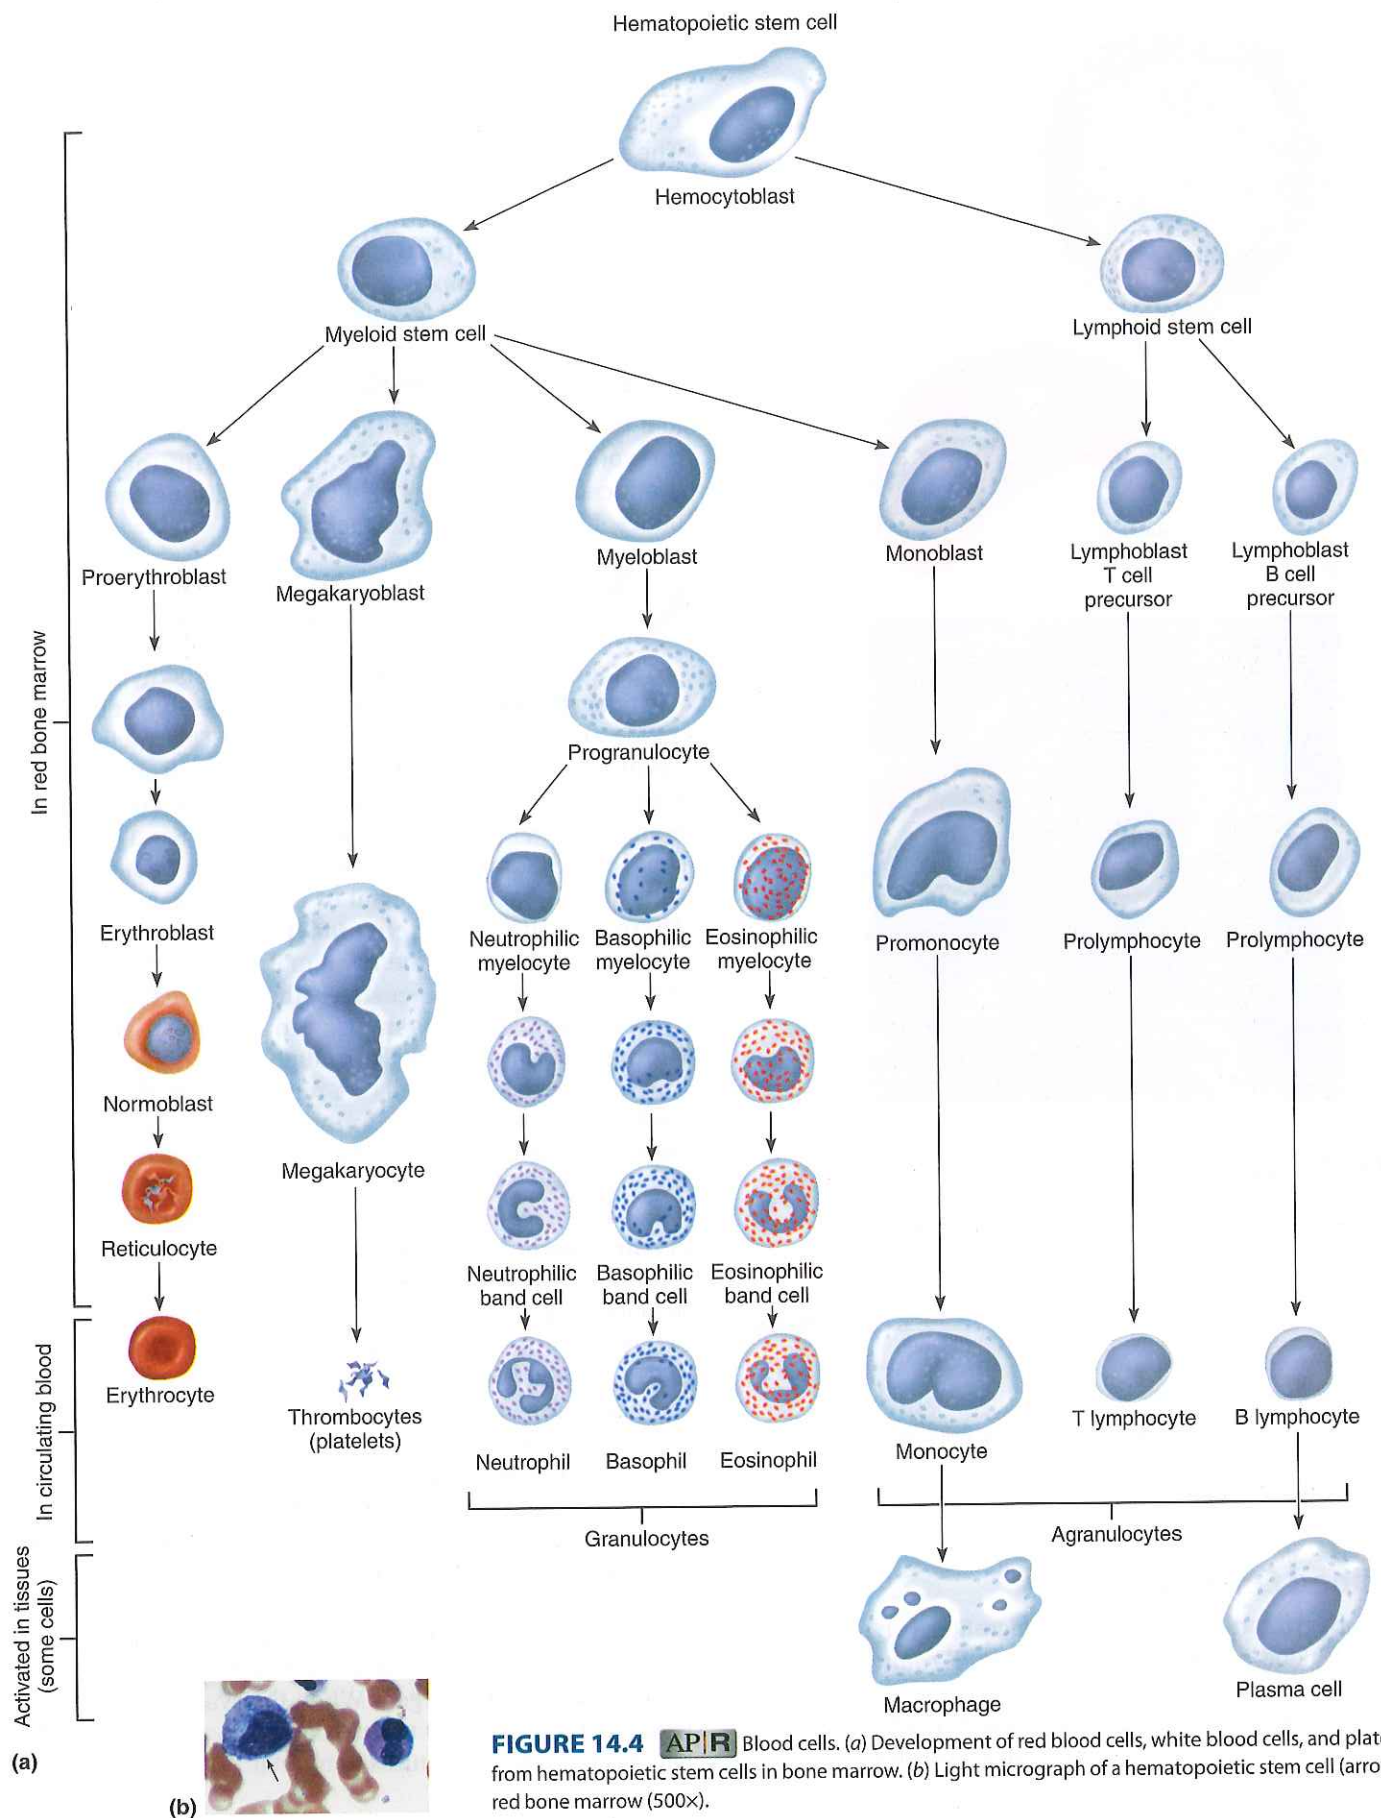 Hematopoietic stem cell
Hemocytoblast
Myeloid stem cell
Lymphoid stem cell
Proerythroblast
Megakaryoblast
Myeloblast
Monoblast
Lymphoblast
T cell
precursor
Lymphoblast
B cell
precursor
In red bone marrow
Progranulocyte
Erythroblast
Neutrophilic
myelocyte
Basophilic
myelocyte
Eosinophilic
myelocyte
Promonocyte
Prolymphocyte
Prolymphocyte
Normoblast
Megakaryocyte
Reticulocyte
Neutrophilic
band cell
Basophilic
band cell
Eosinophilic
band cell
In circulating blood
Erythrocyte
Thrombocytes
(platelets)
Neutrophil
Basophil
Eosinophil
Monocyte
T lymphocyte
B lymphocyte
Granulocytes
Agranulocytes
Activated in tissues
(some cells)
Macrophage
Plasma cell
(a)
(b)
FIGURE 14.4 AP|R Blood cells. (a) Development of red blood cells, white blood cells, and plat
from hematopoietic stem cells in bone marrow. (b) Light micrograph of a hematopoietic stem cell (arro
red bone marrow (500×).